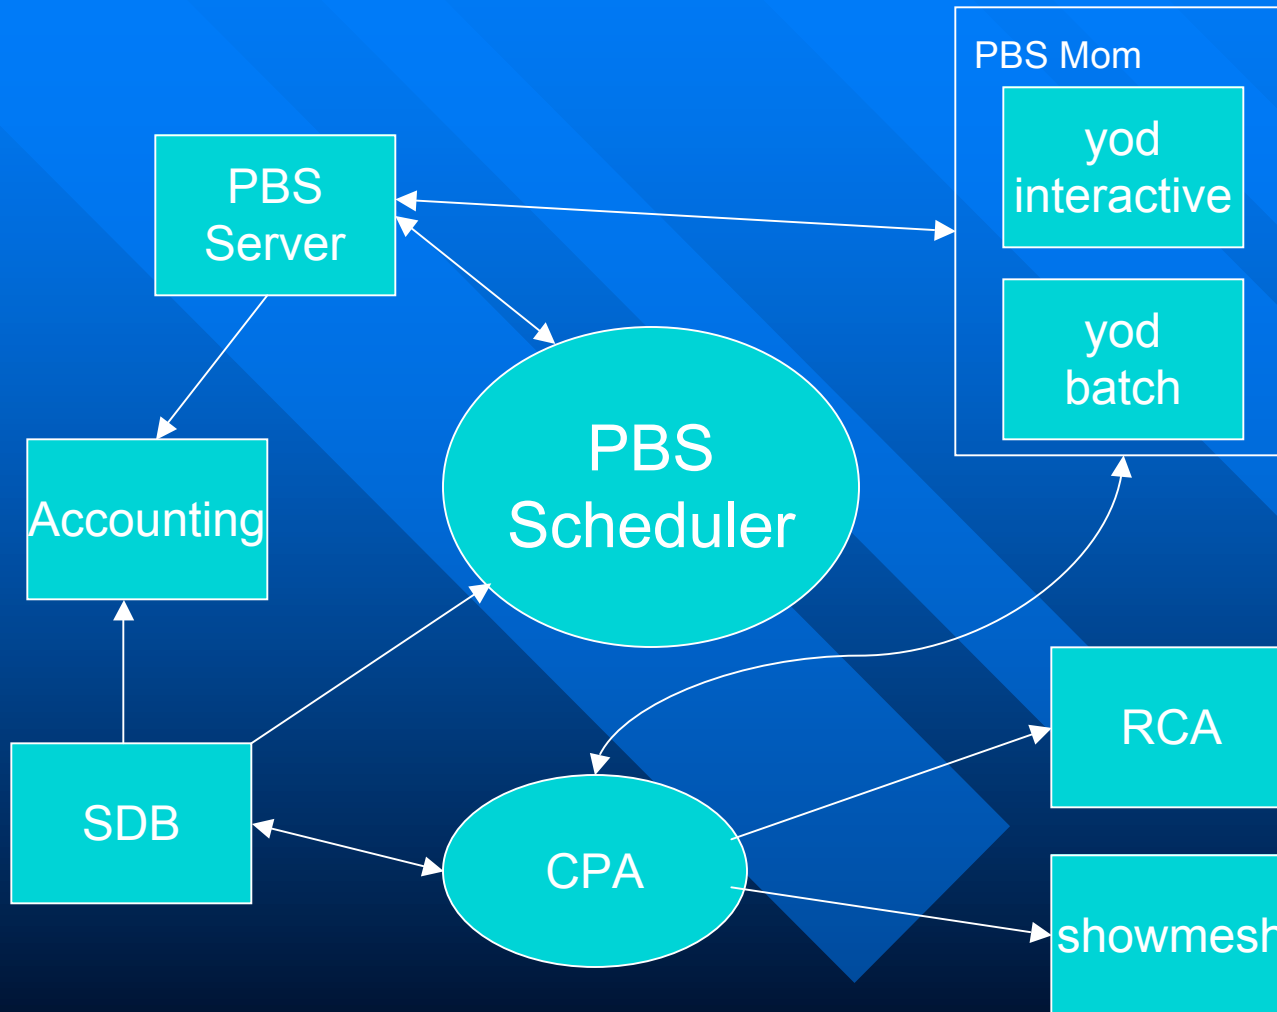 PBS Mom
yod
interactive
PBS
Server
yod
batch
PBS
Scheduler
Accounting
RCA
SDB
CPA
showmesh